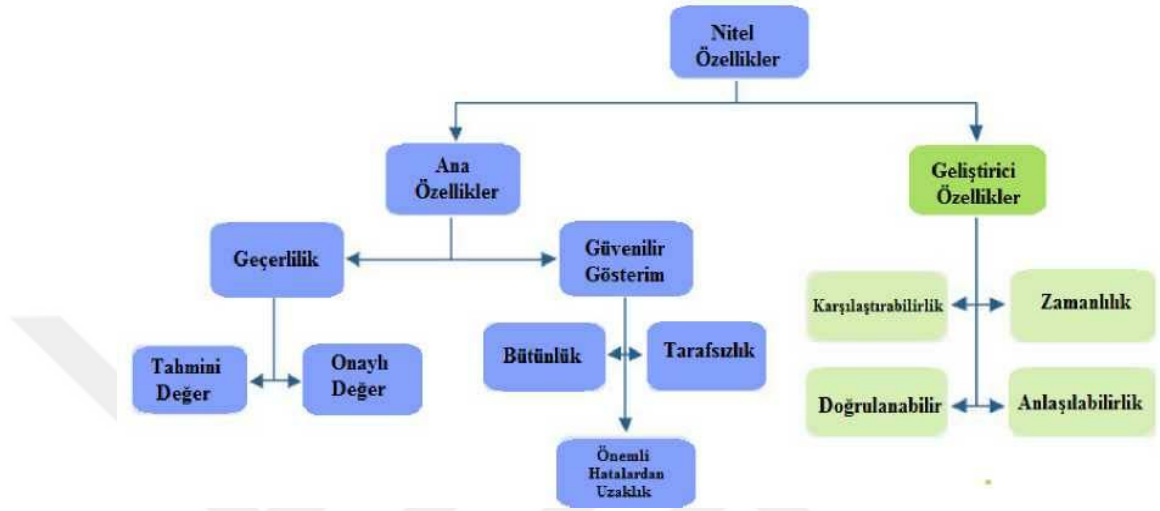 Nitel
Özellikler
Ana
Özellikler
Geliştirici
Özellikler
Geçerlilik
Güvenilir
Gösterim
Karşılaştırabilirlik
Zamanlılık
Tahmini
Değer
Onaylı
Değer
Bütünlük
Tarafsızlık
Doğrulanabilir
Anlaşılabilirlik
Önemli
Hatalardan
Uzaklık